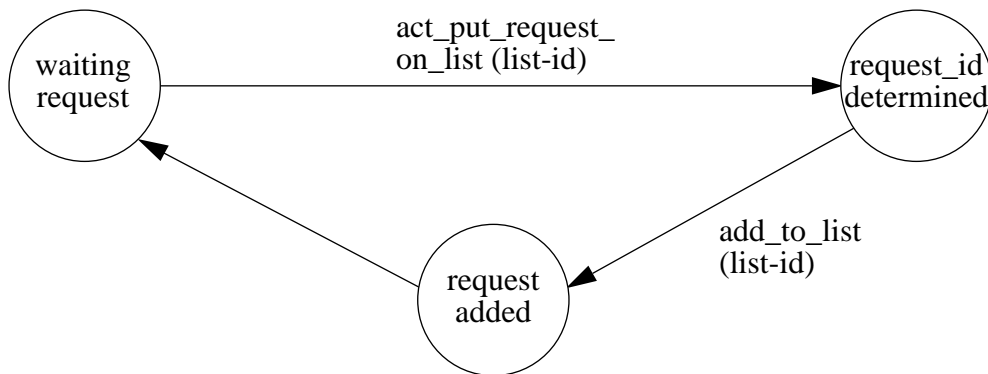 act_put_request_
on_list (list-id)
waiting
request
request_id
determined
add_to_list
(list-id)
request
added